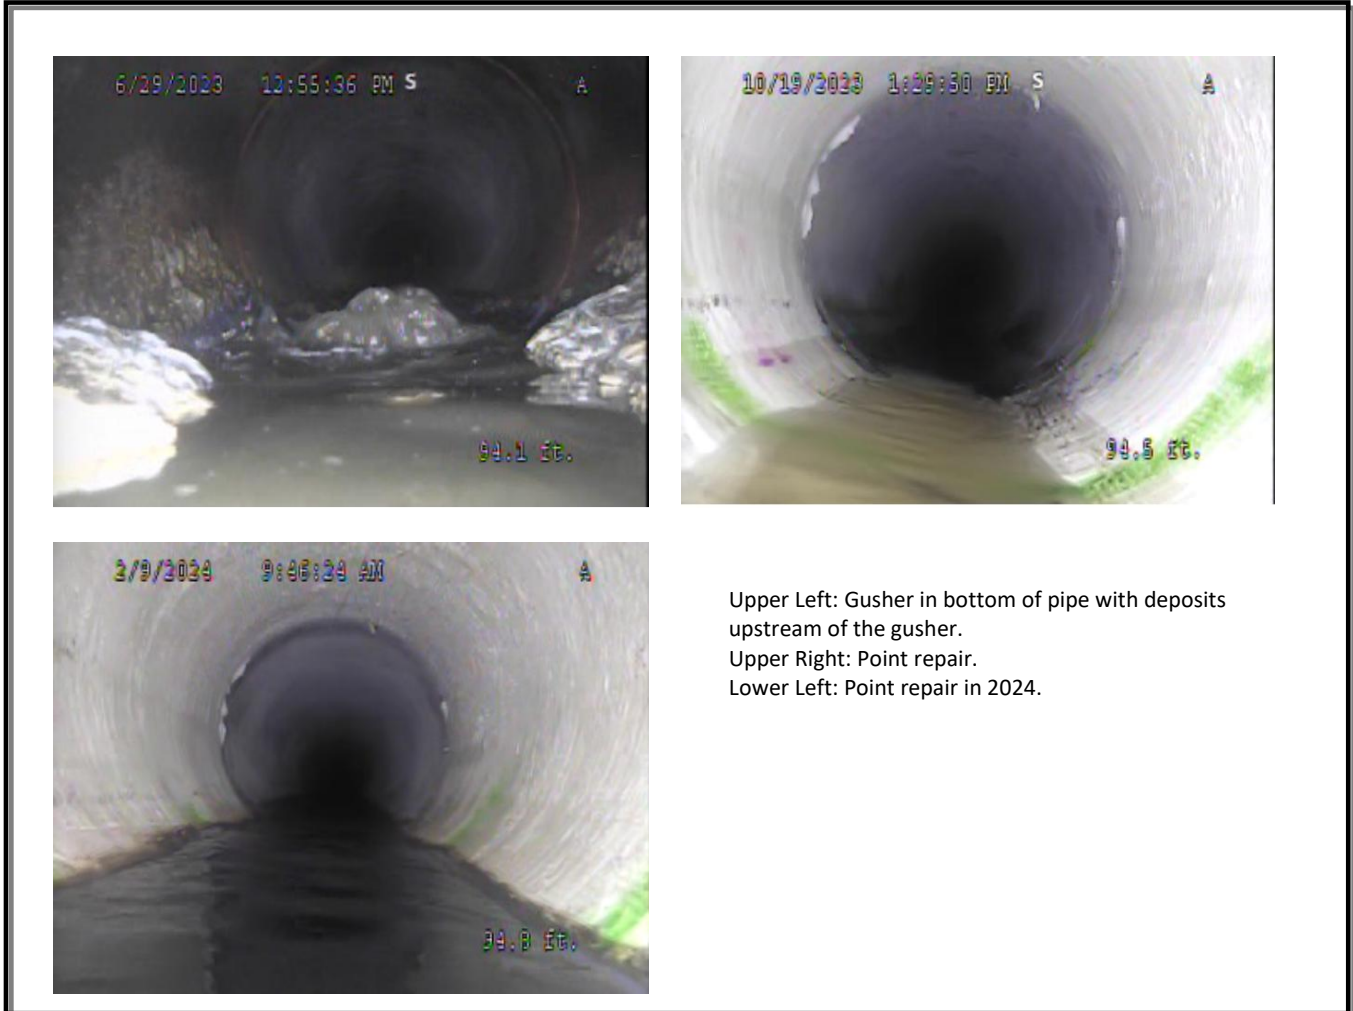 6/29/2023 12:55:36 PM S A
94.1 ft.
10/19/2023 1:29:50 PM S A
94.5 ft.
2/9/2024 9:46:24 AM A
94.8 ft.
Upper Left: Gusher in bottom of pipe with deposits
upstream of the gusher.
Upper Right: Point repair.
Lower Left: Point repair in 2024.